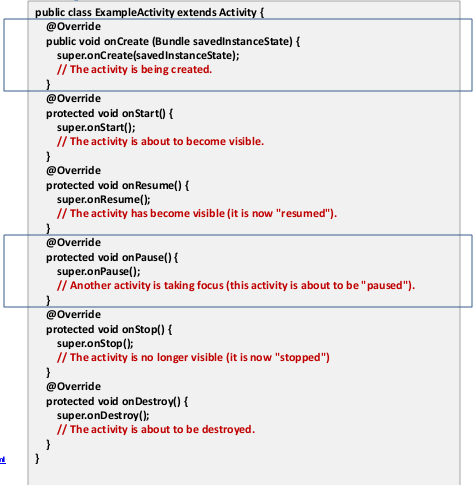 public class ExampleActivity extends Activity {
@Override
public void onCreate (Bundle savedInstanceState) {
super.onCreate(savedInstanceState);
// The activity is being created.
}
@Override
protected void onStart() {
super.onStart();
// The activity is about to become visible.
}
@Override
protected void onResume() {
super.onResume();
// The activity has become visible (it is now "resumed").
}
@Override
protected void onPause() {
super.onPause();
// Another activity is taking focus (this activity is about to be "paused").
}
@Override
protected void onStop() {
super.onStop();
// The activity is no longer visible (it is now "stopped")
}
@Override
protected void onDestroy() {
super.onDestroy();
// The activity is about to be destroyed.
}
}